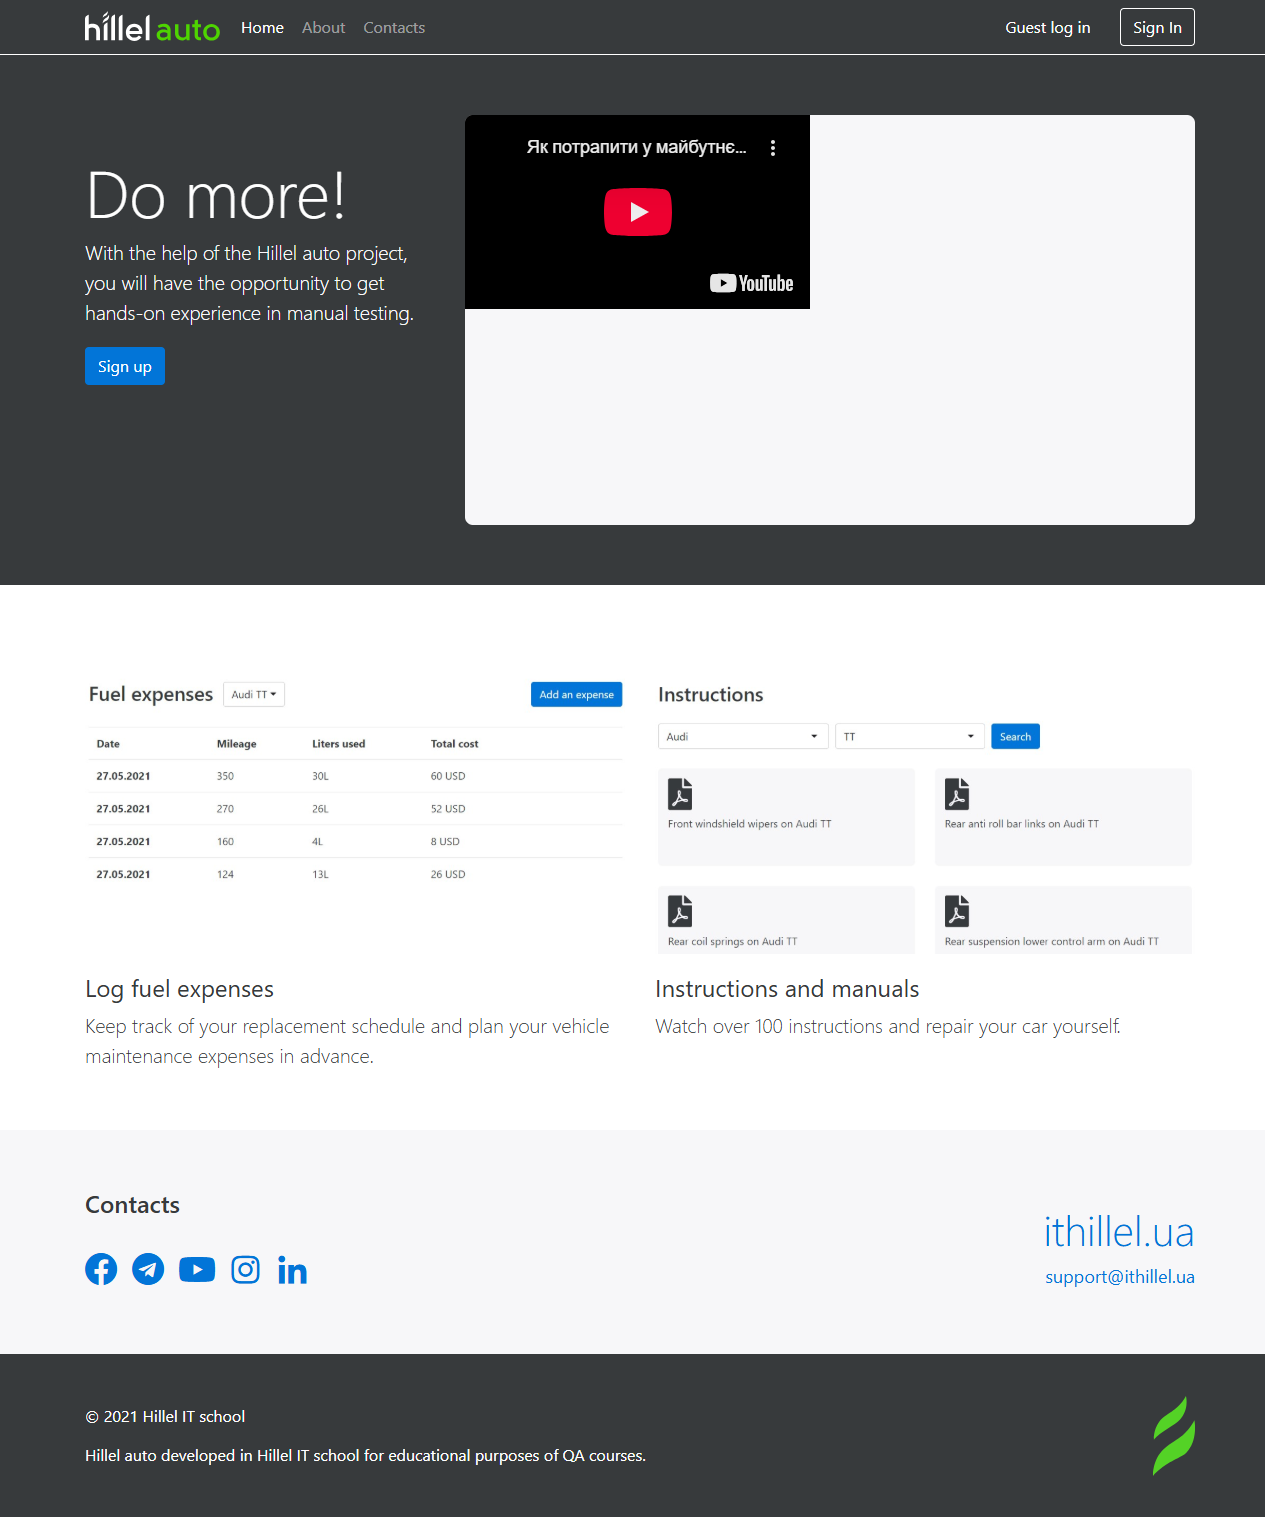 hillel auto Home About Contacts Guest log in Sign In
Як потрапити у майбутнє...
YouTube
Do more!
With the help of the Hillel auto project,
you will have the opportunity to get
hands-on experience in manual testing.
Sign up
Fuel expenses Audi TT Add an expense
Date Mileage Liters used Total cost
27.05.2021 350 30L 60 USD
27.05.2021 270 26L 52 USD
27.05.2021 160 4L 8 USD
27.05.2021 124 13L 26 USD
Log fuel expenses
Keep track of your replacement schedule and plan your vehicle
maintenance expenses in advance.
Instructions
Audi TT Search
Front windshield wipers on Audi TT
Rear anti roll bar links on Audi TT
Rear coil springs on Audi TT
Rear suspension lower control arm on Audi TT
Instructions and manuals
Watch over 100 instructions and repair your car yourself.
Contacts
ithillel.ua
support@ithillel.ua
© 2021 Hillel IT school
Hillel auto developed in Hillel IT school for educational purposes of QA courses.